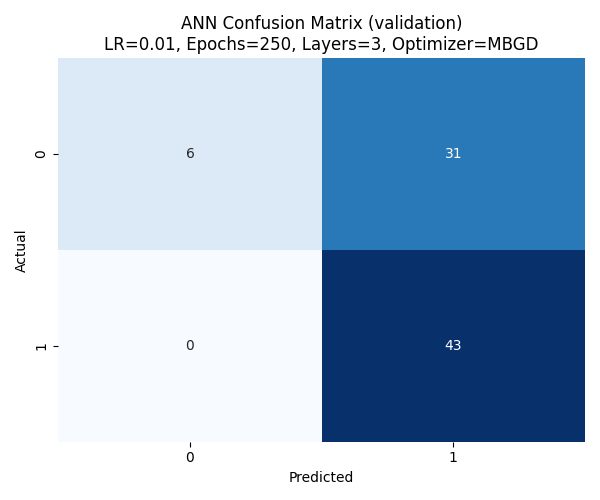 ANN Confusion Matrix (validation)
LR=0.01, Epochs=250, Layers=3, Optimizer=MBGD
Actual
0
6
31
1
0
43
0
1
Predicted